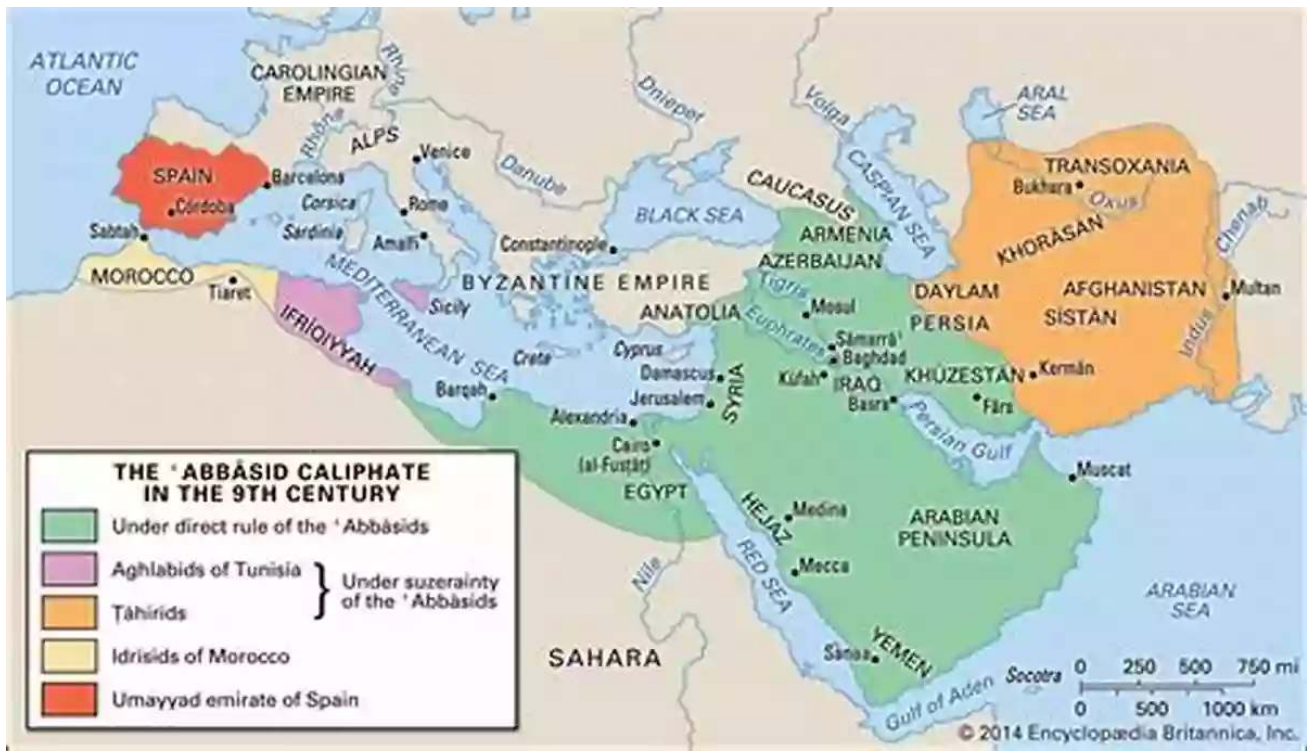 ATLANTIC
OCEAN
CAROLINGIAN
EMPIRE
Rhine
Rhône
ALPS
Venice
Danube
Dnieper
Volga
ARAL
SEA
CASPIAN SEA
CAUCASUS
BLACK SEA
SPAIN
Barcelona
Córdoba
Corsica
Rome
Sardinia
Amalfi
Constantinople
Sabtah
MOROCCO
Tiaret
MEDITERRANEAN SEA
Sicily
BYZANTINE EMPIRE
ANATOLIA
IFRĪQIYYAH
Crete
Cyprus
Barqah
Alexandria
Damascus
Jerusalem
SYRIA
Cairo
(al-Fusṭāṭ)
EGYPT
ARMENIA
AZERBAIJAN
Tigris
Mosul
Euphrates
Sāmarrāʾ
Baghdad
Kūfah
IRAQ
Basra
KHŪZESTĀN
Fārs
Kermān
Persian Gulf
DAYLAM
PERSIA
TRANSOXANIA
Bukhara
Oxus
KHORĀSĀN
AFGHANISTAN
SĪSTĀN
Chenab
Multan
Indus
Muscat
HEJAZ
Medina
Mecca
ARABIAN
PENINSULA
RED SEA
Nile
SAHARA
YEMEN
Sanaa
Gulf of Aden
Socotra
ARABIAN
SEA
THE ʿABBĀSID CALIPHATE
IN THE 9TH CENTURY
Under direct rule of the ʿAbbāsids
Aghlabids of Tunisia
Ṭāhirids
Under suzerainty
of the ʿAbbāsids
Idrisids of Morocco
Umayyad emirate of Spain
0 250 500 750 mi
0 500 1000 km
© 2014 Encyclopædia Britannica, Inc.